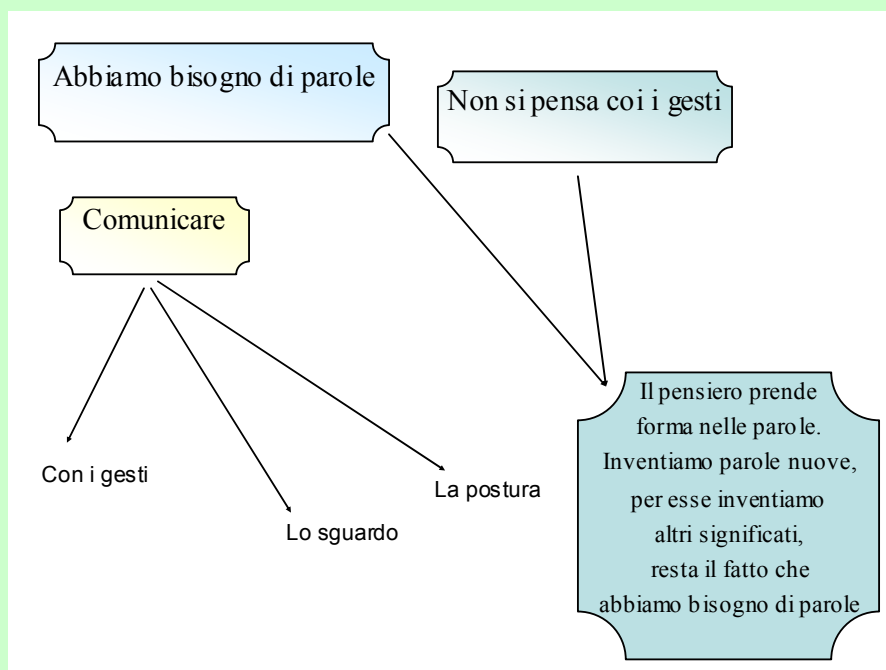 Abbiamo bisogno di parole
Non si pensa coi i gesti
Comunicare
Con i gesti
Lo sguardo
La postura
Il pensiero prende
forma nelle parole.
Inventiamo parole nuove,
per esse inventiamo
altri significati,
resta il fatto che
abbiamo bisogno di parole